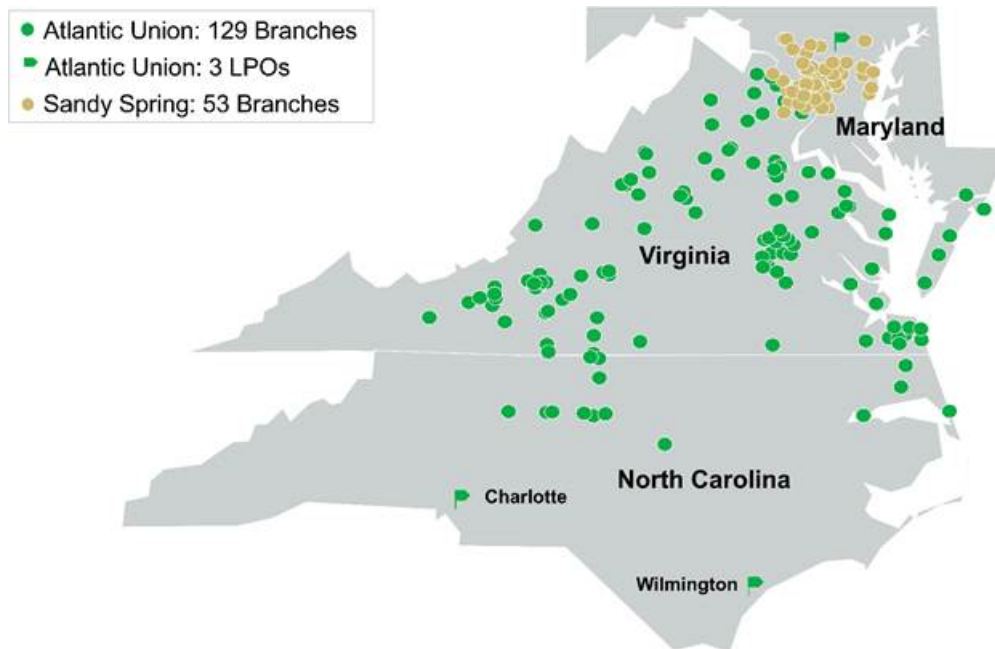 Atlantic Union: 129 Branches
Atlantic Union: 3 LPOs
Sandy Spring: 53 Branches
Maryland
Virginia
North Carolina
Charlotte
Wilmington